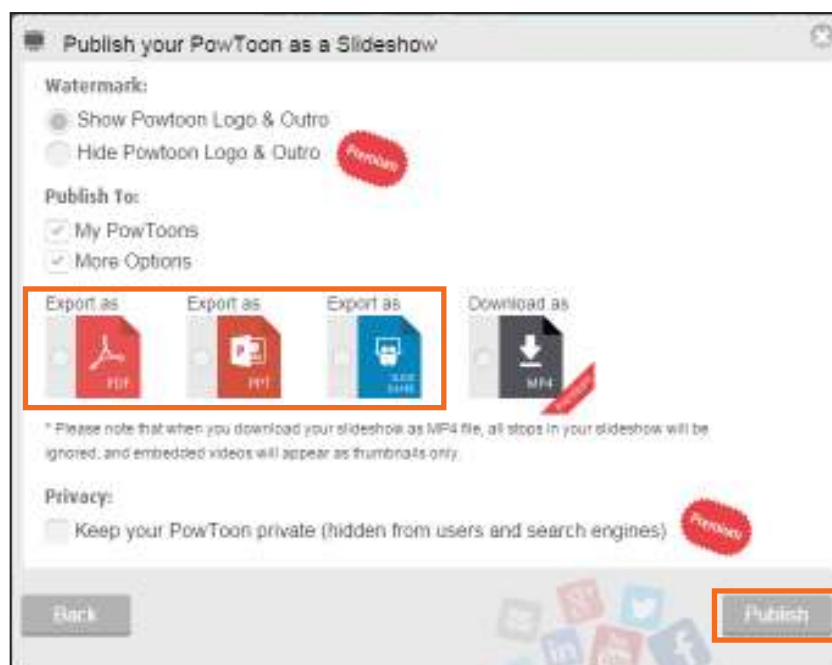 Publish your PowToon as a Slideshow
Watermark:
Show Powtoon Logo & Outro
Hide Powtoon Logo & Outro Premium
Publish To:
My PowToons
More Options
Export as Export as Export as Download as
PDF PPT SLIDE SHARE MP4
Premium
* Please note that when you download your slideshow as MP4 file, all stops in your slideshow will be
ignored, and embedded videos will appear as thumbnails only.
Privacy:
Keep your PowToon private (hidden from users and search engines) Premium
Back Publish